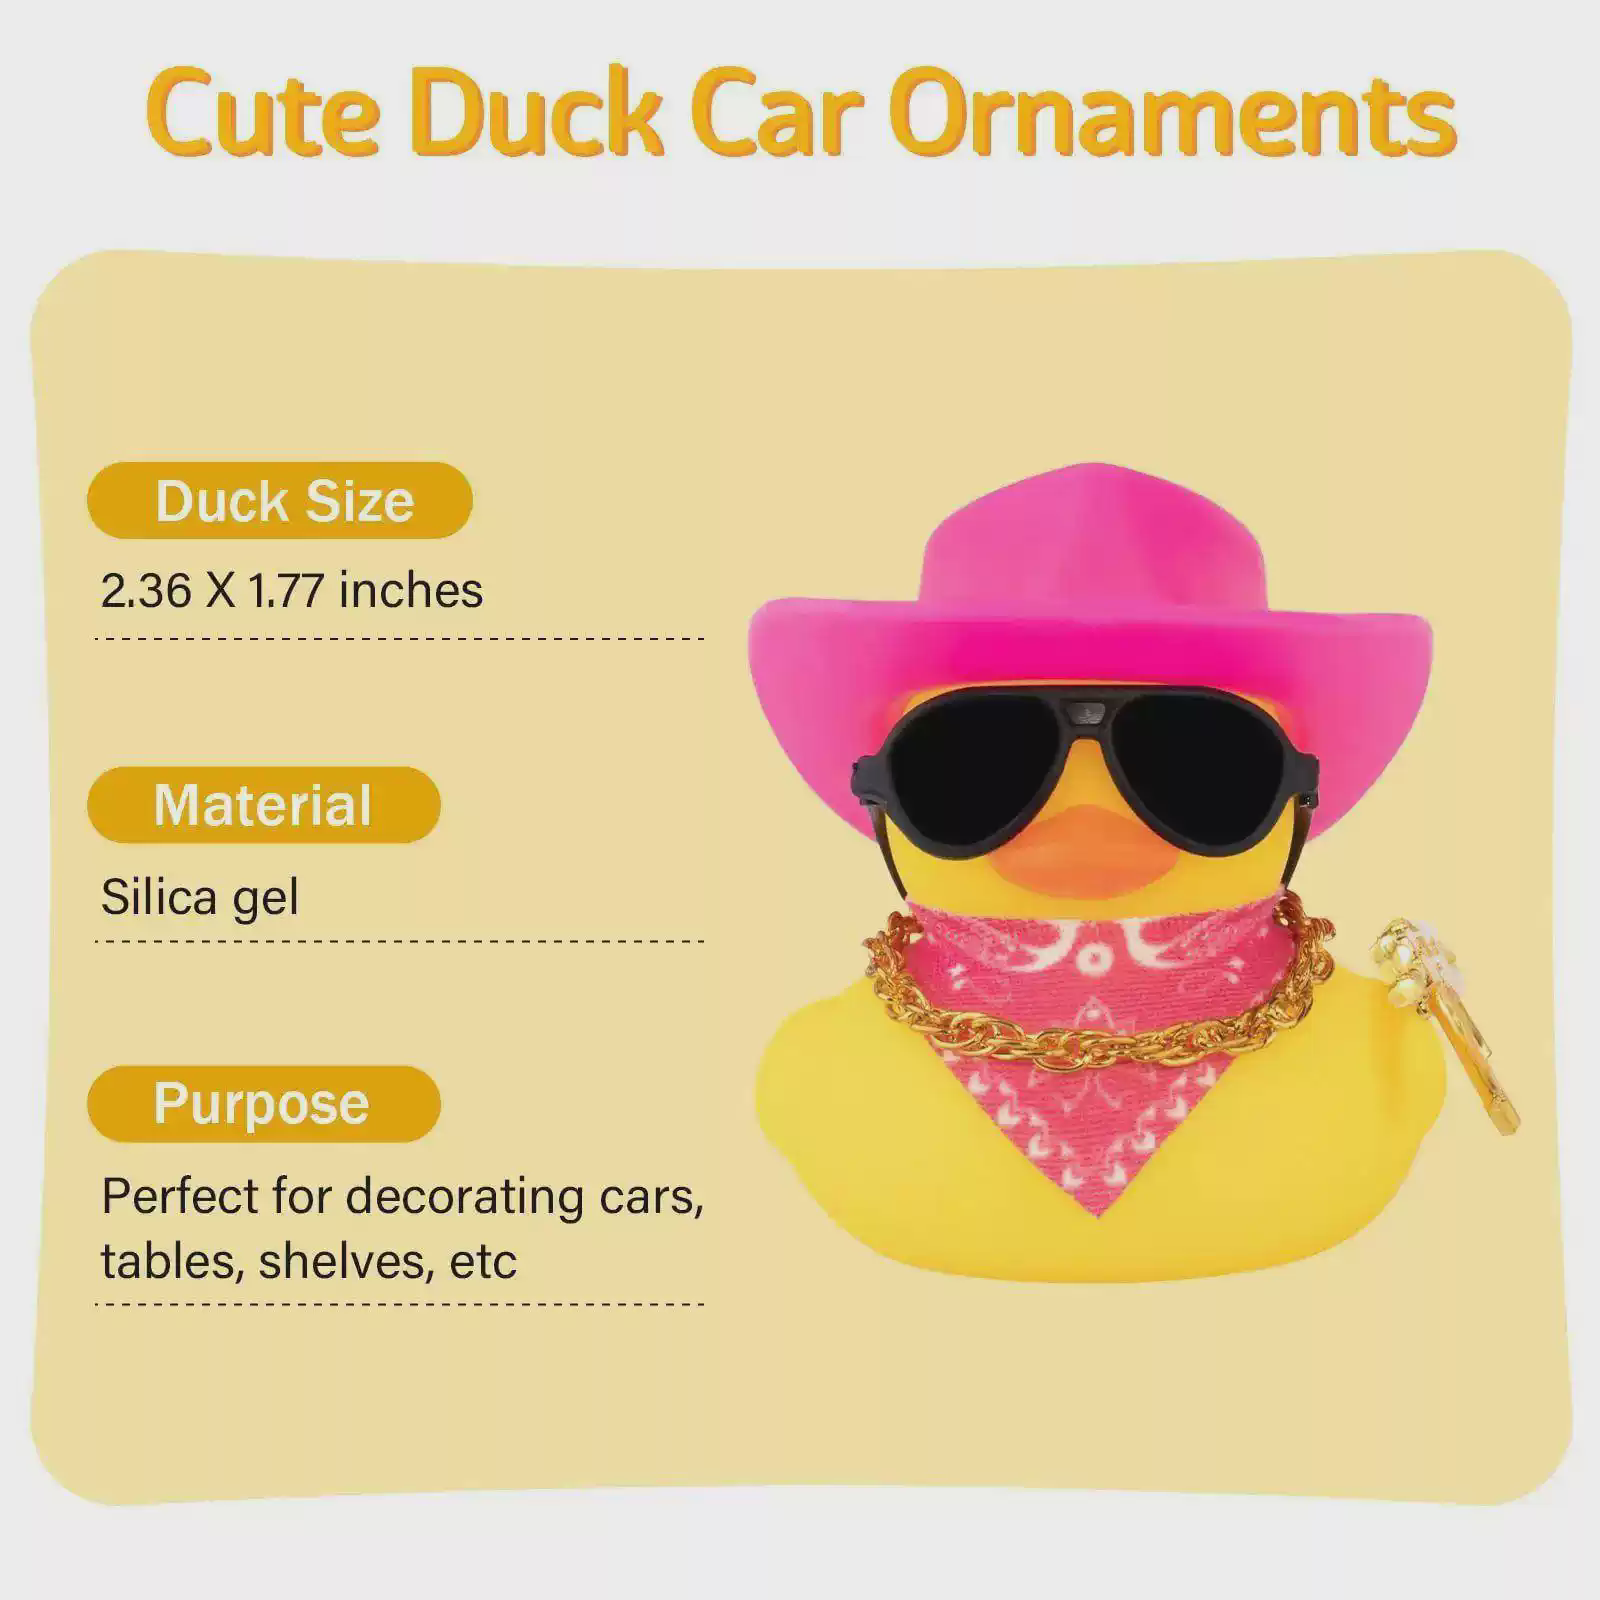 Cute Duck Car Ornaments
Duck Size
2.36 X 1.77 inches
Material
Silica gel
Purpose
Perfect for decorating cars,
tables, shelves, etc